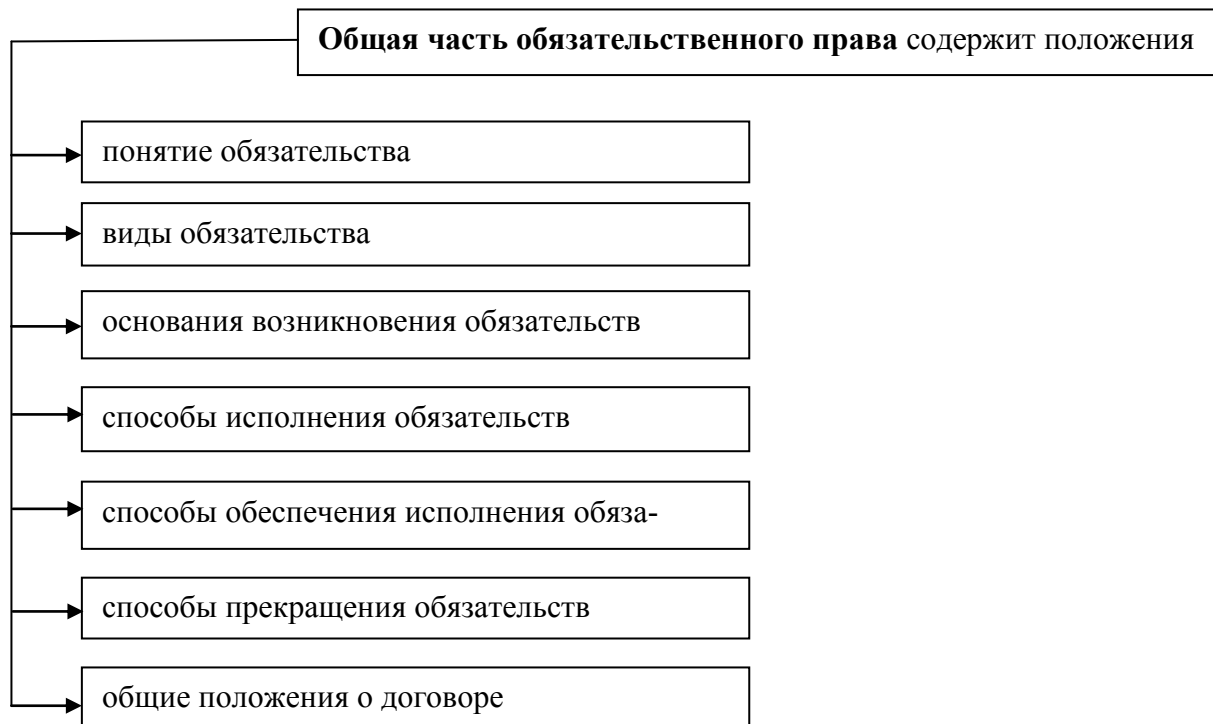 Общая часть обязательственного права содержит положения
понятие обязательства
виды обязательства
основания возникновения обязательств
способы исполнения обязательств
способы обеспечения исполнения обяза-
способы прекращения обязательств
общие положения о договоре